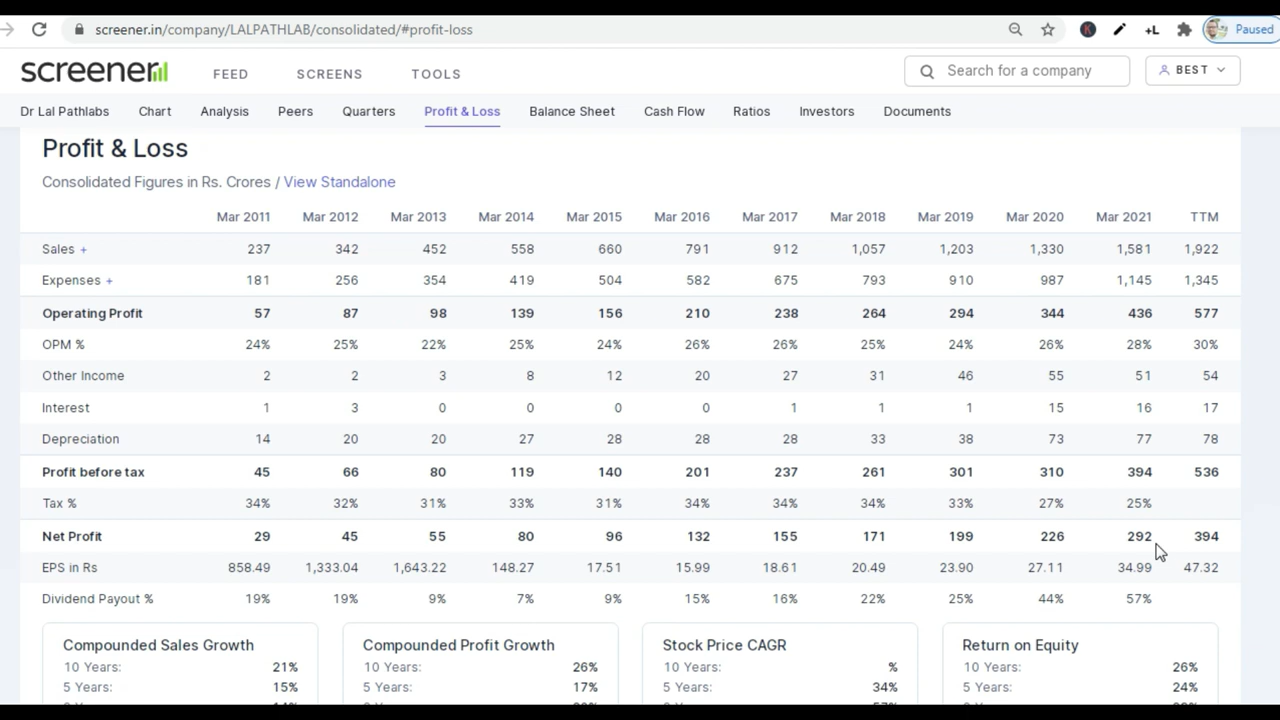 screener.in/company/LALPATHLAB/consolidated/#profit-loss K +L Paused
screener FEED SCREENS TOOLS Search for a company BEST
Dr Lal Pathlabs Chart Analysis Peers Quarters Profit & Loss Balance Sheet Cash Flow Ratios Investors Documents
Profit & Loss
Consolidated Figures in Rs. Crores / View Standalone
Mar 2011 Mar 2012 Mar 2013 Mar 2014 Mar 2015 Mar 2016 Mar 2017 Mar 2018 Mar 2019 Mar 2020 Mar 2021 TTM
Sales + 237 342 452 558 660 791 912 1,057 1,203 1,330 1,581 1,922
Expenses + 181 256 354 419 504 582 675 793 910 987 1,145 1,345
Operating Profit 57 87 98 139 156 210 238 264 294 344 436 577
OPM % 24% 25% 22% 25% 24% 26% 26% 25% 24% 26% 28% 30%
Other Income 2 2 3 8 12 20 27 31 46 55 51 54
Interest 1 3 0 0 0 0 1 1 1 15 16 17
Depreciation 14 20 20 27 28 28 28 33 38 73 77 78
Profit before tax 45 66 80 119 140 201 237 261 301 310 394 536
Tax % 34% 32% 31% 33% 31% 34% 34% 34% 33% 27% 25%
Net Profit 29 45 55 80 96 132 155 171 199 226 292 394
EPS in Rs 858.49 1,333.04 1,643.22 148.27 17.51 15.99 18.61 20.49 23.90 27.11 34.99 47.32
Dividend Payout % 19% 19% 9% 7% 9% 15% 16% 22% 25% 44% 57%
Compounded Sales Growth Compounded Profit Growth Stock Price CAGR Return on Equity
10 Years: 21% 10 Years: 26% 10 Years: % 10 Years: 26%
5 Years: 15% 5 Years: 17% 5 Years: 34% 5 Years: 24%